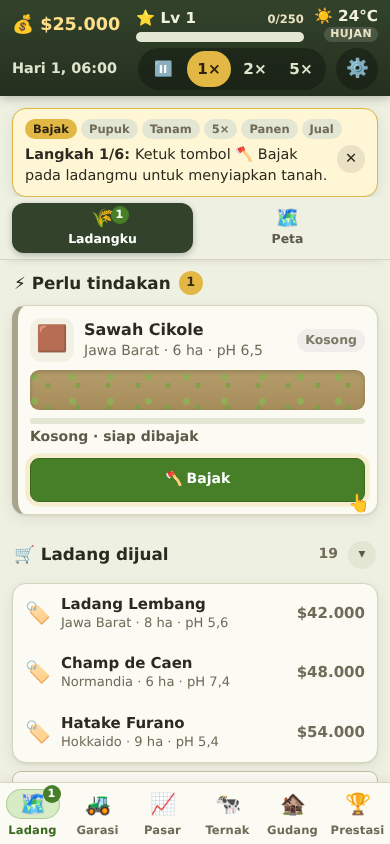 $25.000
Lv 1
0/250
24°C
HUJAN
Hari 1, 06:00
1×
2×
5×
Bajak
Pupuk
Tanam
5×
Panen
Jual
Langkah 1/6: Ketuk tombol Bajak
pada ladangmu untuk menyiapkan tanah.
1
Ladangku
Peta
Perlu tindakan 1
Sawah Cikole
Jawa Barat · 6 ha · pH 6,5
Kosong
Kosong · siap dibajak
Bajak
Ladang dijual
19
Ladang Lembang
Jawa Barat · 8 ha · pH 5,6
$42.000
Champ de Caen
Normandia · 6 ha · pH 7,4
$48.000
Hatake Furano
Hokkaido · 9 ha · pH 5,4
$54.000
1
Ladang
Garasi
Pasar
Ternak
Gudang
Prestasi